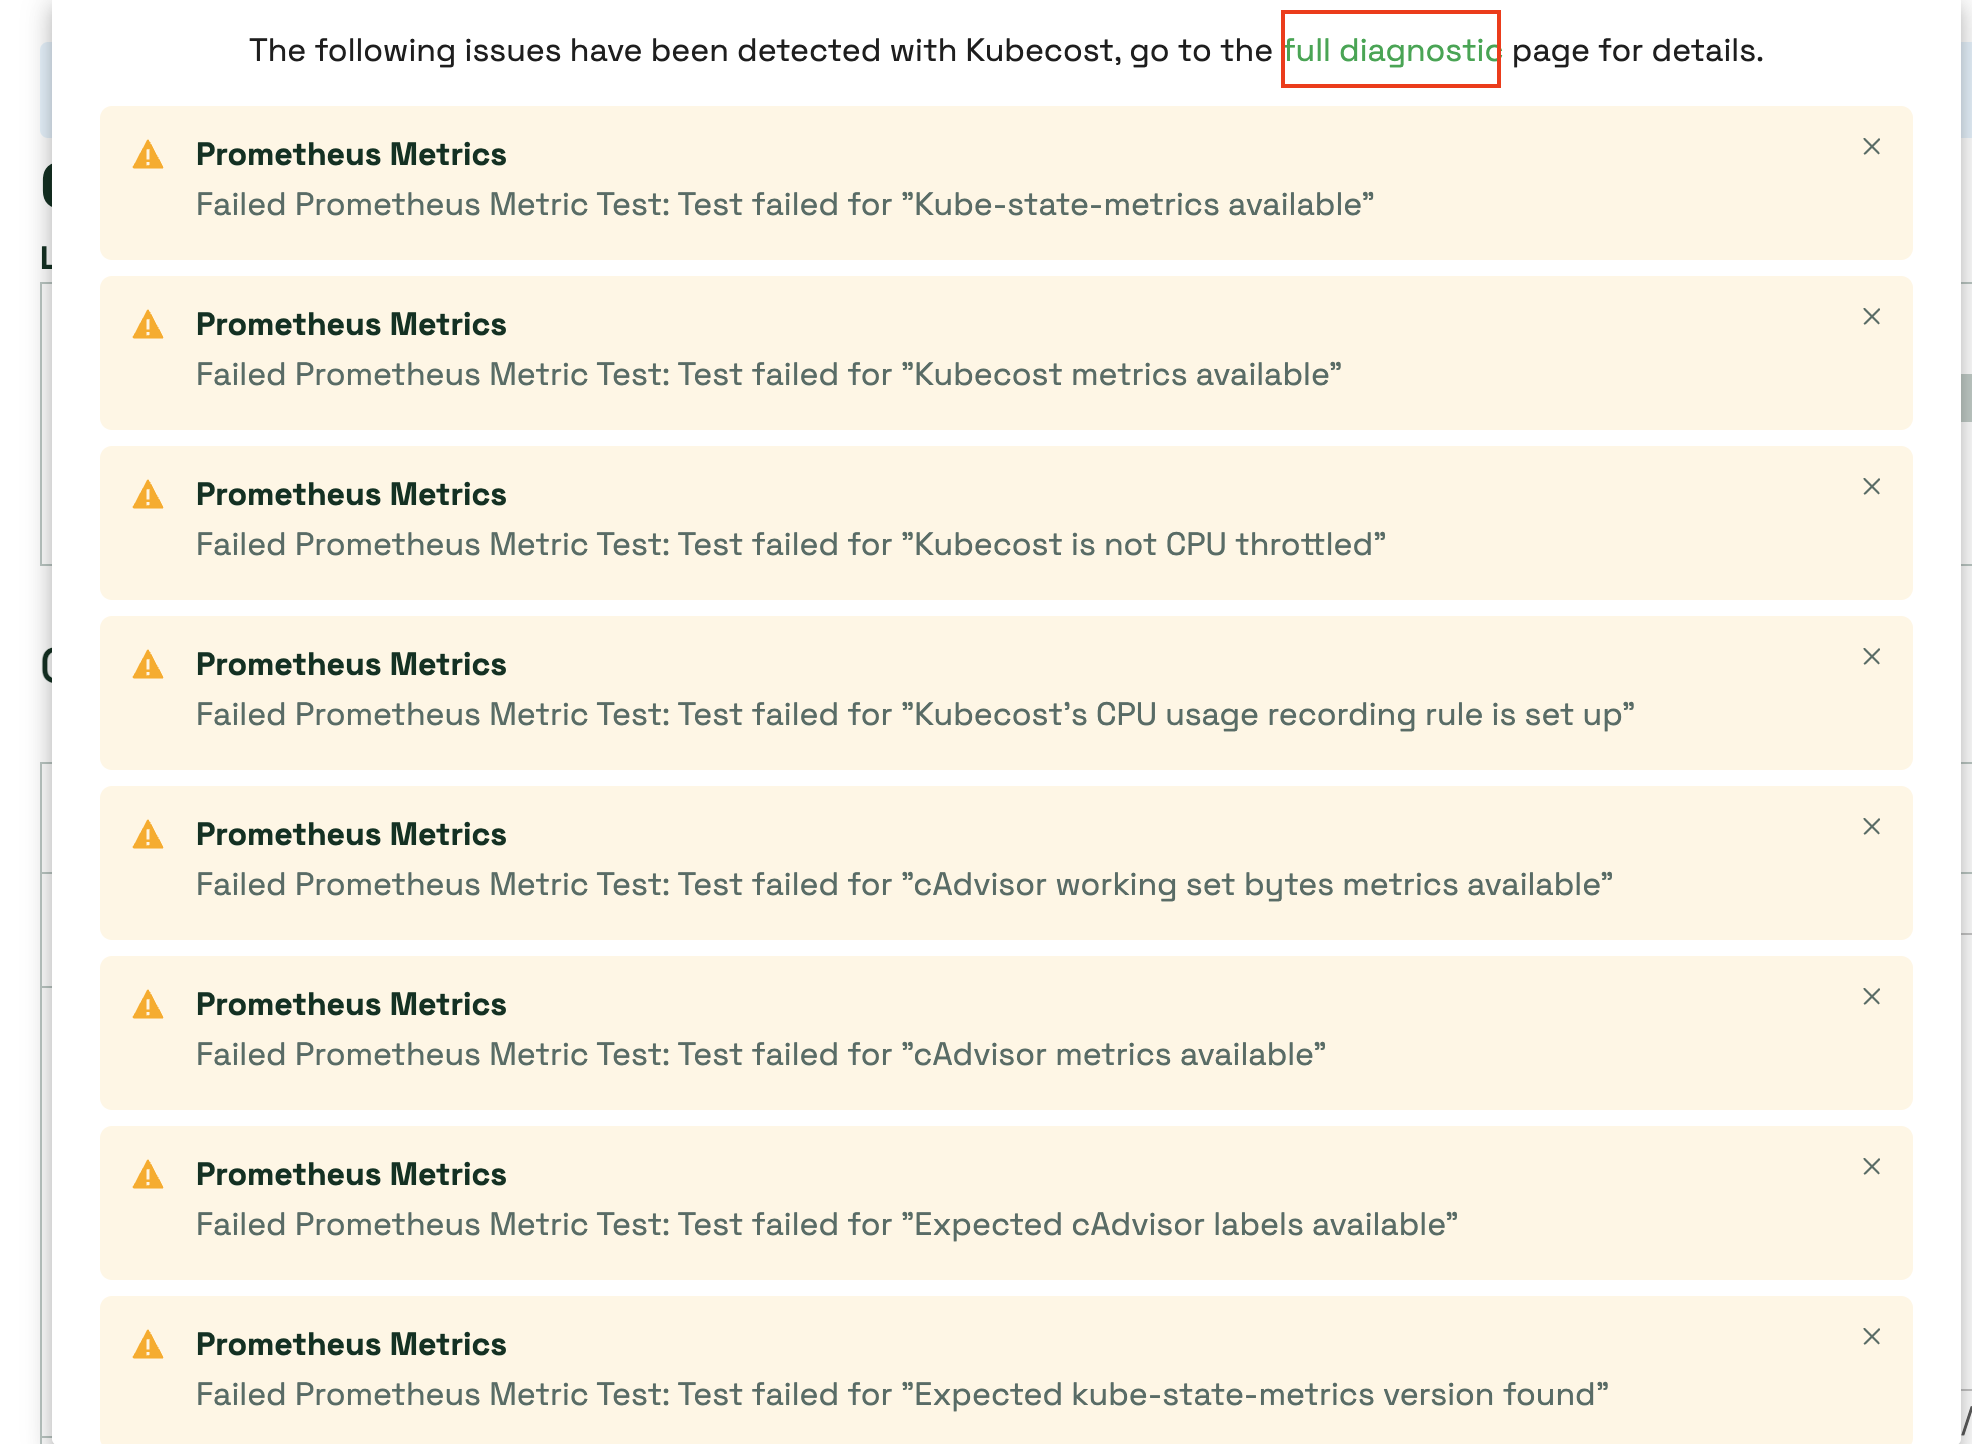 The following issues have been detected with Kubecost, go to the full diagnostic page for details.
Prometheus Metrics
Failed Prometheus Metric Test: Test failed for "Kube-state-metrics available"
Prometheus Metrics
Failed Prometheus Metric Test: Test failed for "Kubecost metrics available"
Prometheus Metrics
Failed Prometheus Metric Test: Test failed for "Kubecost is not CPU throttled"
Prometheus Metrics
Failed Prometheus Metric Test: Test failed for "Kubecost's CPU usage recording rule is set up"
Prometheus Metrics
Failed Prometheus Metric Test: Test failed for "cAdvisor working set bytes metrics available"
Prometheus Metrics
Failed Prometheus Metric Test: Test failed for "cAdvisor metrics available"
Prometheus Metrics
Failed Prometheus Metric Test: Test failed for "Expected cAdvisor labels available"
Prometheus Metrics
Failed Prometheus Metric Test: Test failed for "Expected kube-state-metrics version found"